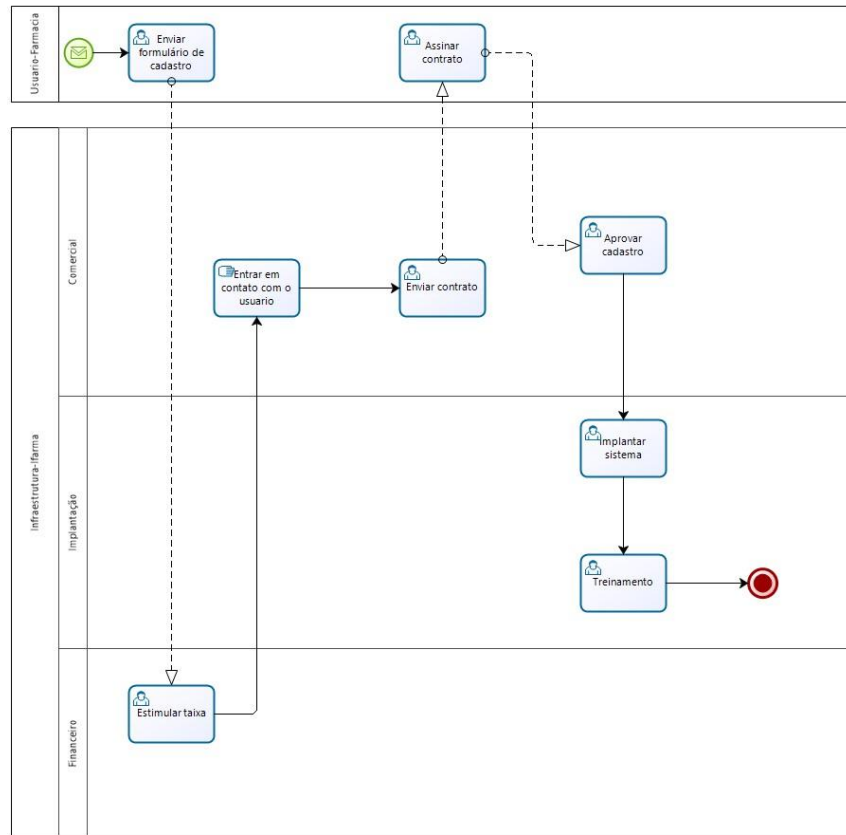 Usuario-Farmacia
Enviar
formulário de
cadastro
Assinar
contrato
Infraestrutura-Ifarma
Comercial
Aprovar
cadastro
Entrar em
contato com o
usuario
Enviar contrato
Implantação
Implantar
sistema
Treinamento
Financeiro
Estimular taixa